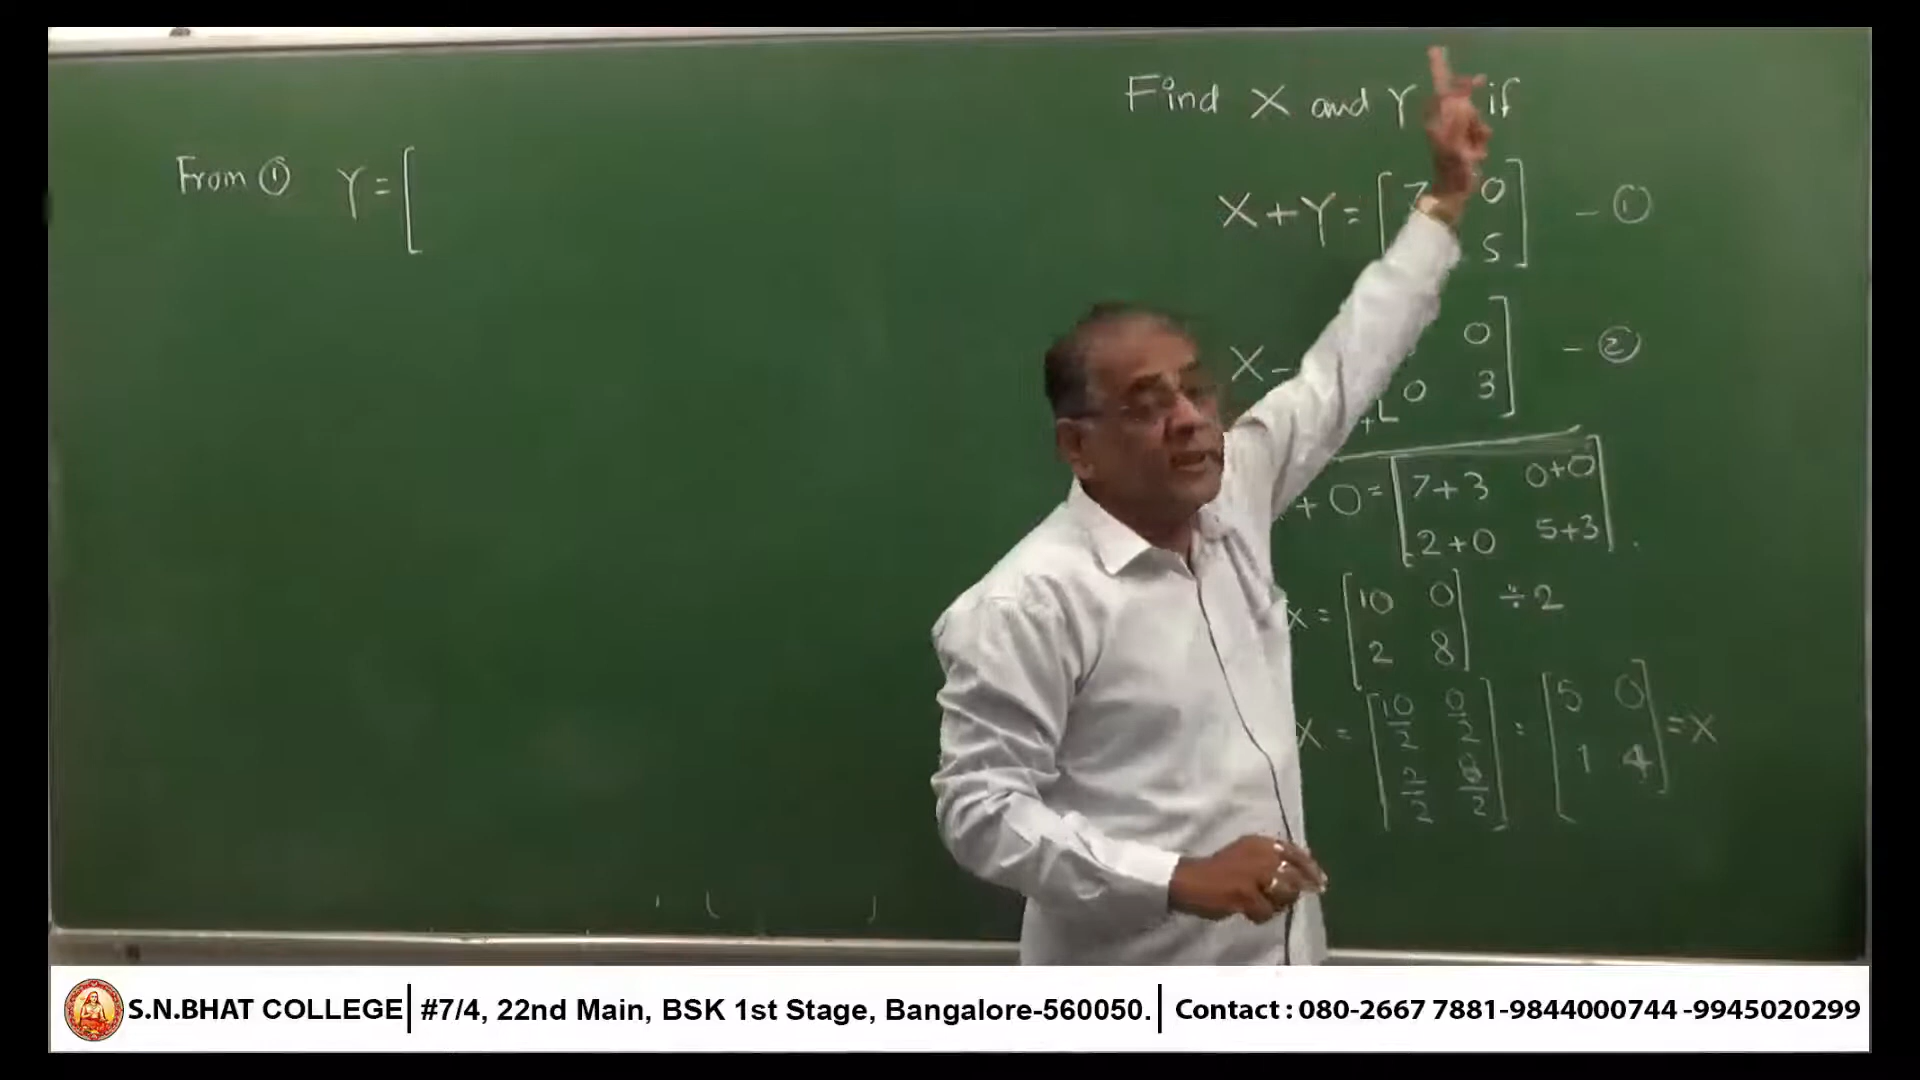 Find X and Y if
From ① Y = [
X + Y = [ 7 0
5 ] - ①
X - 0
0 3 ] - ②
+
+ 0 = [ 7+3 0+0
2+0 5+3 ] .
X = [ 10 0
2 8 ] ÷ 2
X = [ 10/2 0/2
2/2 8/2 ] = [ 5 0
1 4 ] = X
S.N.BHAT COLLEGE | #7/4, 22nd Main, BSK 1st Stage, Bangalore-560050. | Contact : 080-2667 7881-9844000744 -9945020299